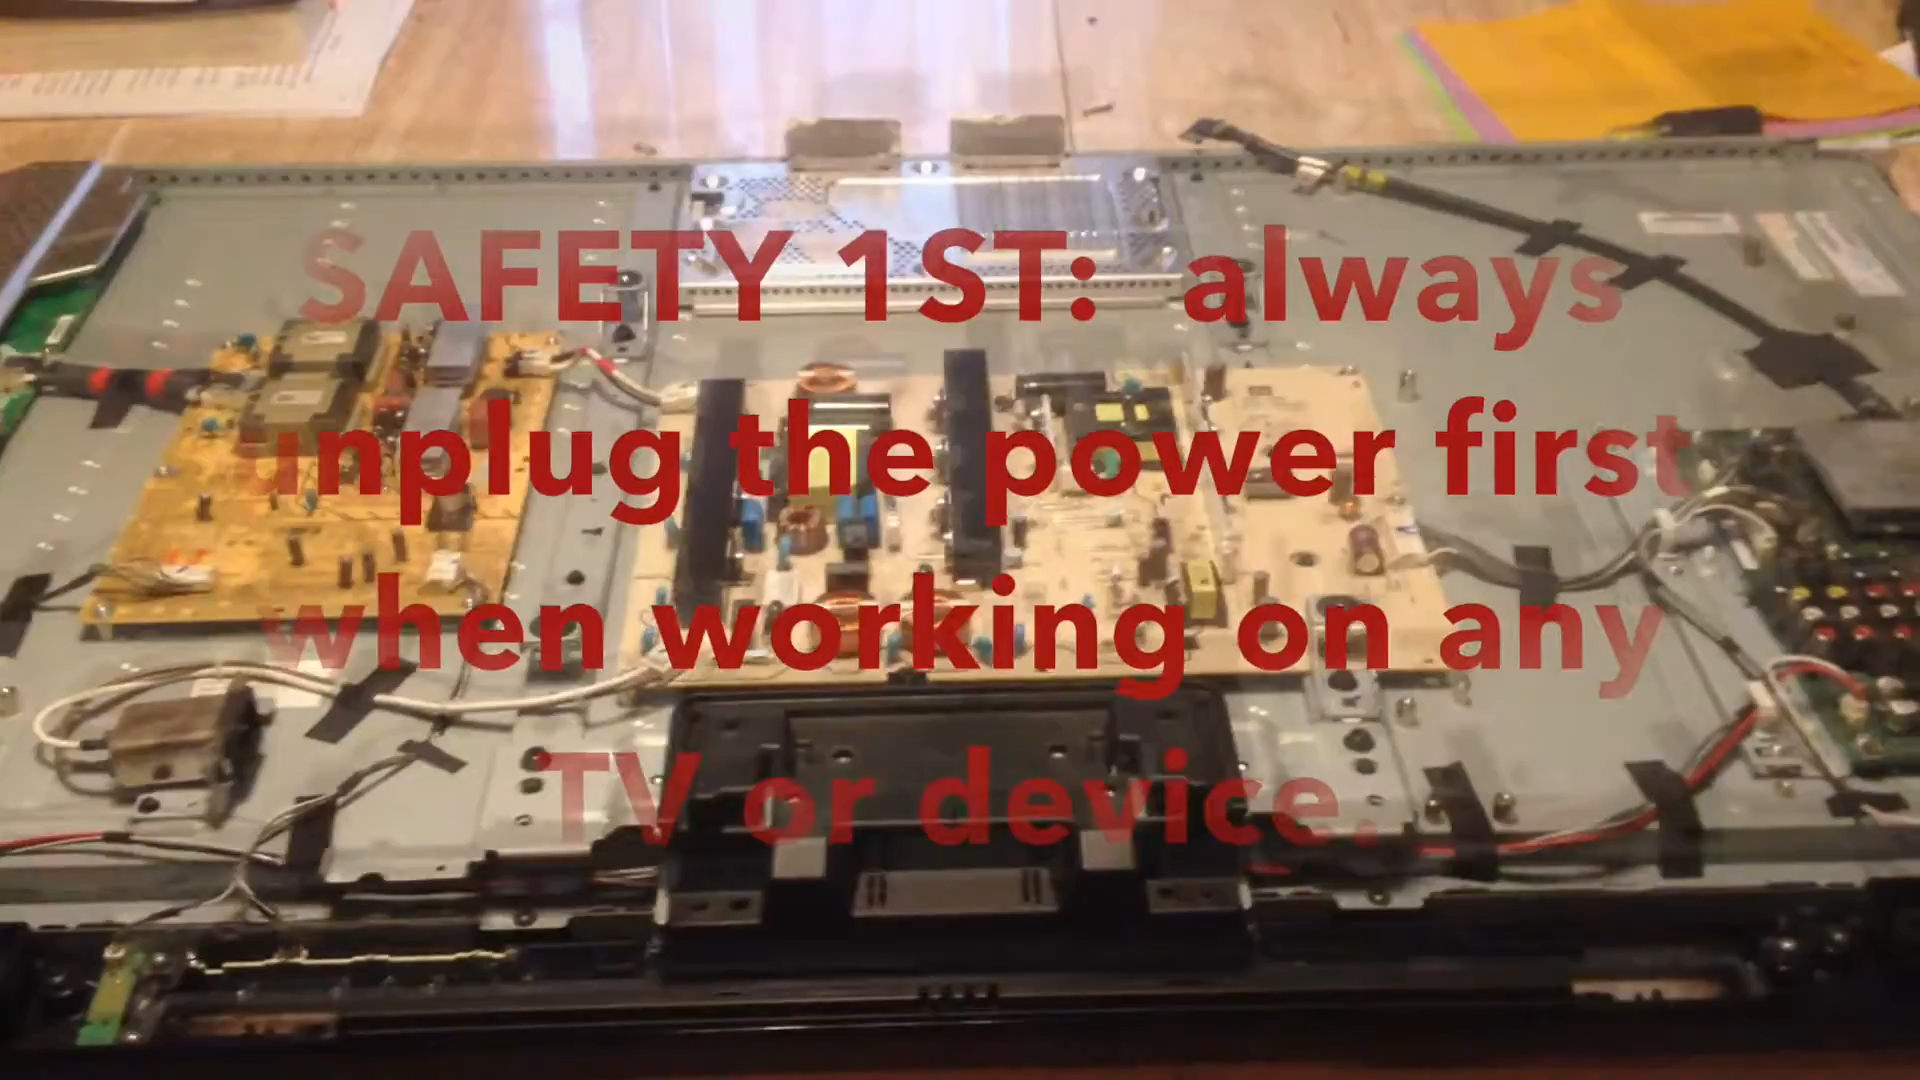 SAFETY 1ST: always
unplug the power first
when working on any
TV or device.